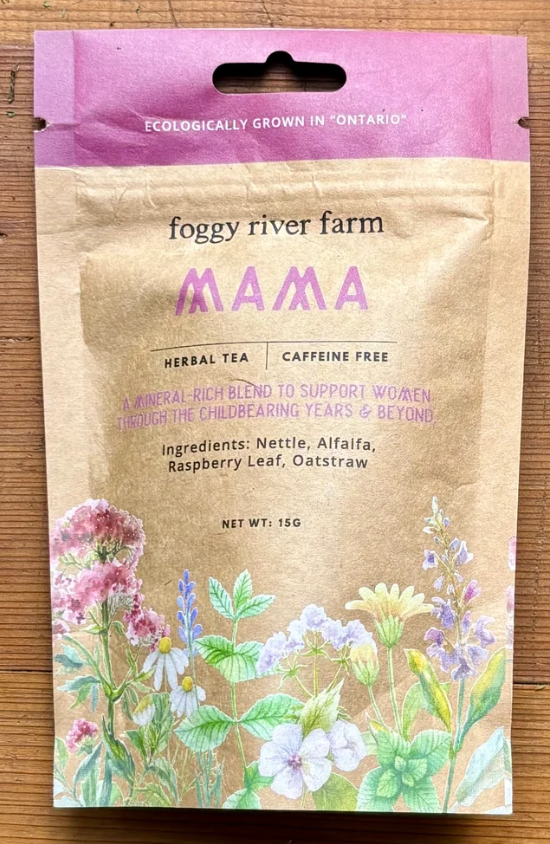 ECOLOGICALLY GROWN IN "ONTARIO"
foggy river farm
MAMA
HERBAL TEA | CAFFEINE FREE
A MINERAL-RICH BLEND TO SUPPORT WOMEN
THROUGH THE CHILDBEARING YEARS & BEYOND.
Ingredients: Nettle, Alfalfa,
Raspberry Leaf, Oatstraw
NET WT: 15G